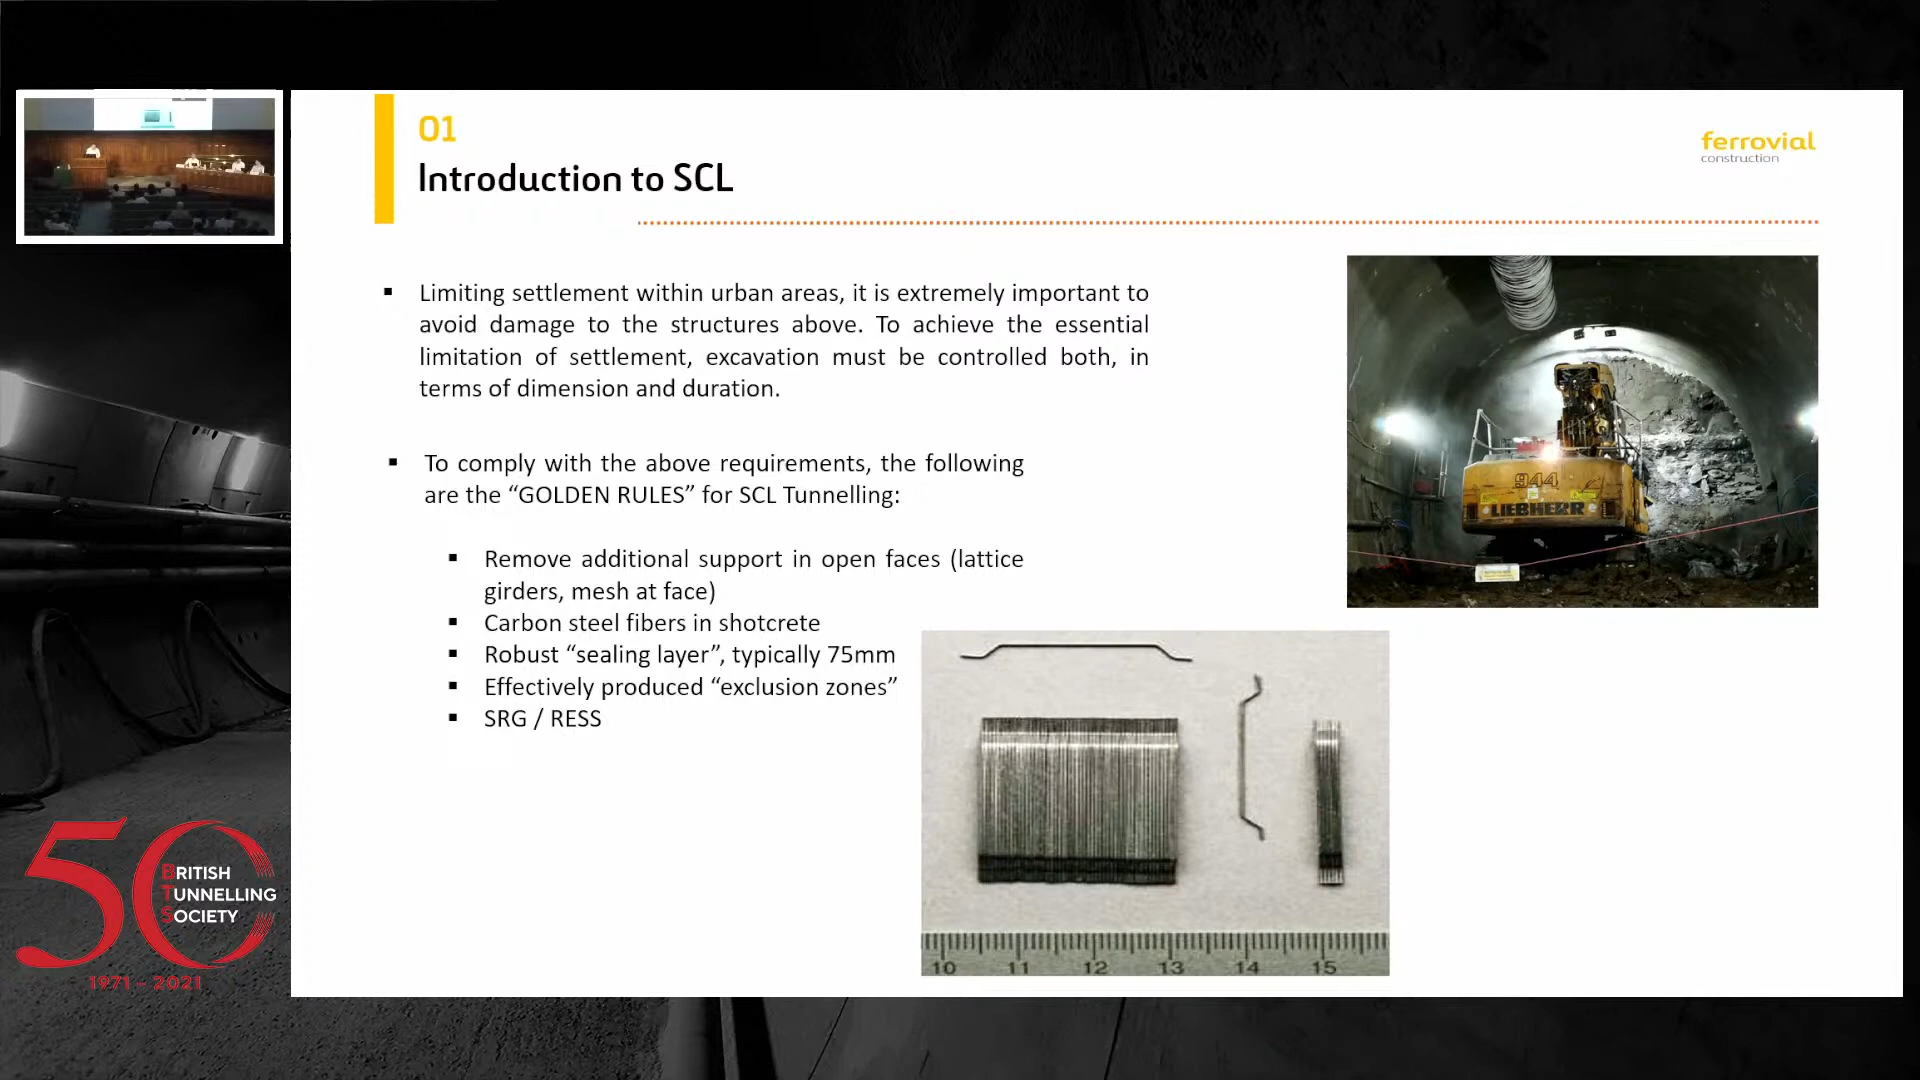 01
Introduction to SCL
ferrovial
construction
▪ Limiting settlement within urban areas, it is extremely important to
avoid damage to the structures above. To achieve the essential
limitation of settlement, excavation must be controlled both, in
terms of dimension and duration.
▪ To comply with the above requirements, the following
are the “GOLDEN RULES” for SCL Tunnelling:
▪ Remove additional support in open faces (lattice
girders, mesh at face)
▪ Carbon steel fibers in shotcrete
▪ Robust “sealing layer”, typically 75mm
▪ Effectively produced “exclusion zones”
▪ SRG / RESS
944
LIEBHERR
10 11 12 13 14 15
50
BRITISH
TUNNELLING
SOCIETY
1971 - 2021